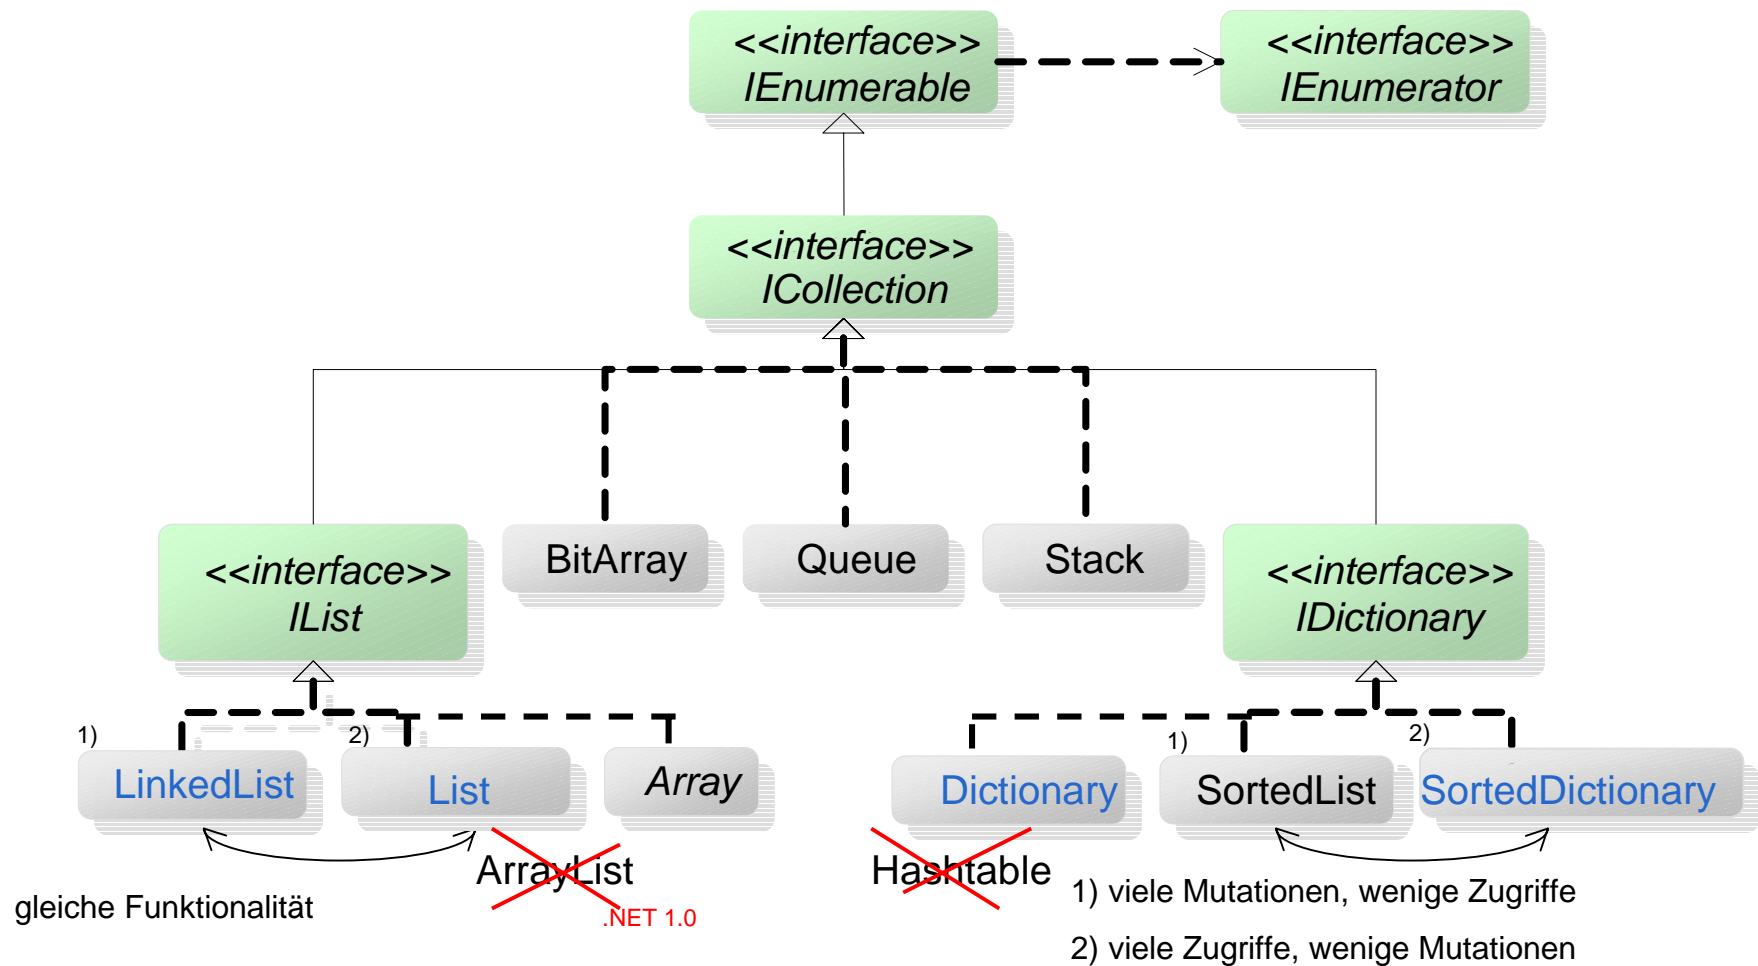 <<interface>>
IEnumerable
<<interface>>
IEnumerator
<<interface>>
ICollection
<<interface>>
IList
BitArray
Queue
Stack
<<interface>>
IDictionary
1)
LinkedList
2)
List
Array
Dictionary
1)
SortedList
2)
SortedDictionary
ArrayList
.NET 1.0
Hashtable
gleiche Funktionalität
1) viele Mutationen, wenige Zugriffe
2) viele Zugriffe, wenige Mutationen